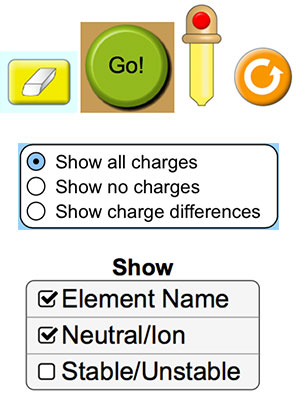 Go!
Show all charges
Show no charges
Show charge differences
Show
Element Name
Neutral/Ion
Stable/Unstable